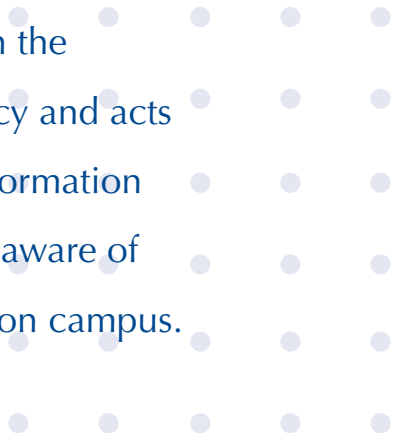 the
cy and acts
ormation
aware of
on campus.